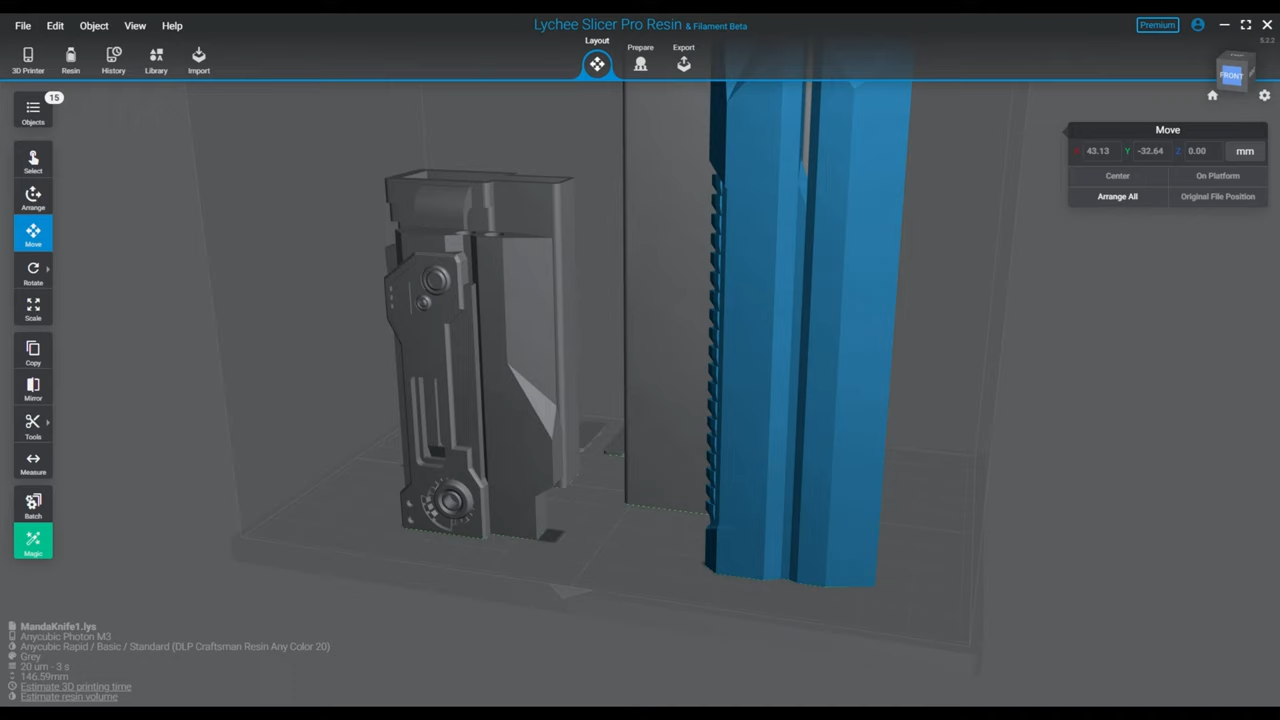 File Edit Object View Help
Lychee Slicer Pro Resin & Filament Beta
Premium
5.2.2
3D Printer Resin History Library Import
Layout Prepare Export
FRONT
15
Objects
Select
Arrange
Move
Rotate
Scale
Copy
Mirror
Tools
Measure
Batch
Magic
Move
X 43.13 Y -32.64 Z 0.00 mm
Center On Platform
Arrange All Original File Position
MandaKnife1.lys
Anycubic Photon M3
Anycubic Rapid / Basic / Standard (DLP Craftsman Resin Any Color 20)
Grey
20 um - 3 s
146.59mm
Estimate 3D printing time
Estimate resin volume